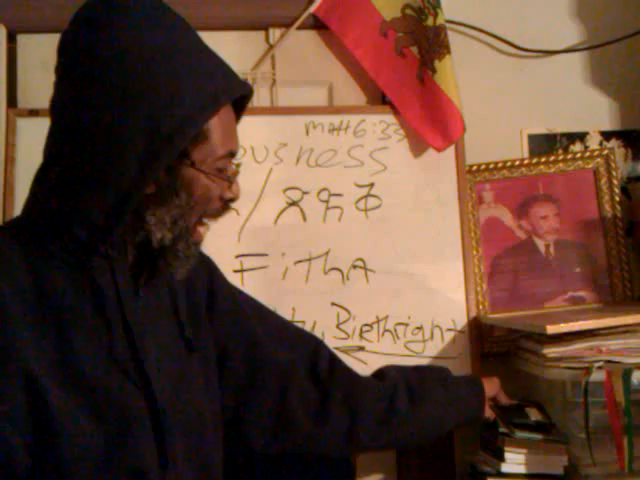 Matt 6:33
ousness
/ ጽድቅ
Fitha
Birthright